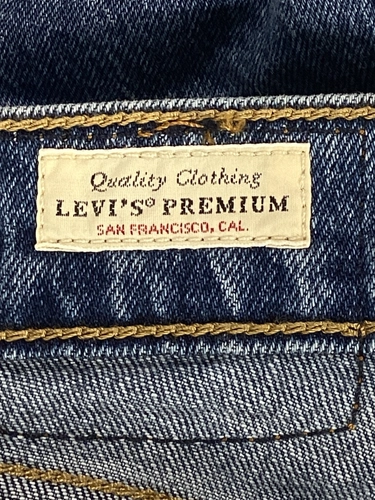 Quality Clothing
LEVI'S® PREMIUM
SAN FRANCISCO, CAL.